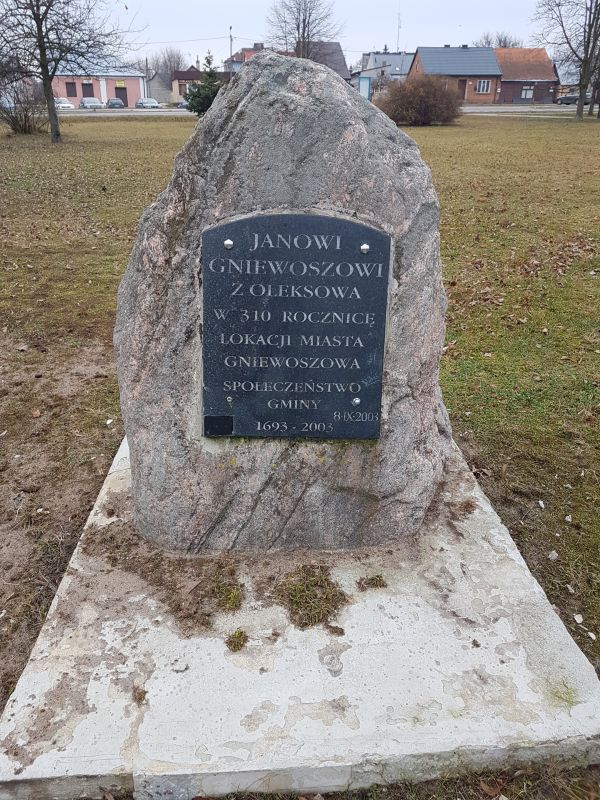 JANOWI
GNIEWOSZOWI
Z OLEKSOWA
W 310 ROCZNICĘ
LOKACJI MIASTA
GNIEWOSZOWA
SPOŁECZEŃSTWO
GMINY
8-IX-2003
1693 - 2003